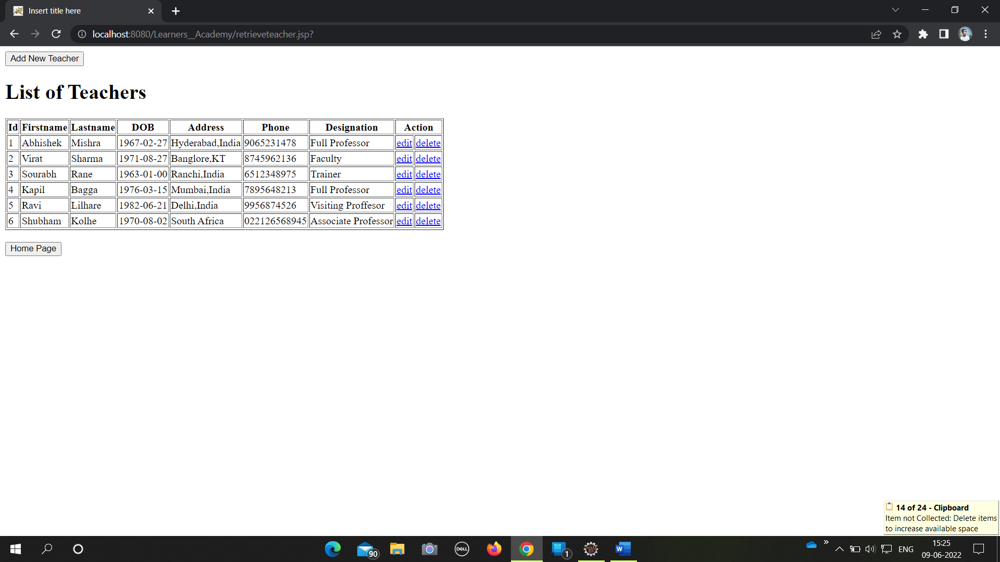 Insert title here
localhost:8080/Learners__Academy/retrieveteacher.jsp?
Add New Teacher
List of Teachers
Id Firstname Lastname DOB Address Phone Designation Action
1 Abhishek Mishra 1967-02-27 Hyderabad,India 9065231478 Full Professor edit delete
2 Virat Sharma 1971-08-27 Banglore,KT 8745962136 Faculty edit delete
3 Sourabh Rane 1963-01-00 Ranchi,India 6512348975 Trainer edit delete
4 Kapil Bagga 1976-03-15 Mumbai,India 7895648213 Full Professor edit delete
5 Ravi Lilhare 1982-06-21 Delhi,India 9956874526 Visiting Proffesor edit delete
6 Shubham Kolhe 1970-08-02 South Africa 022126568945 Associate Professor edit delete
Home Page
14 of 24 - Clipboard
Item not Collected: Delete items
to increase available space
90
DELL
1
W
ENG
15:25
09-06-2022